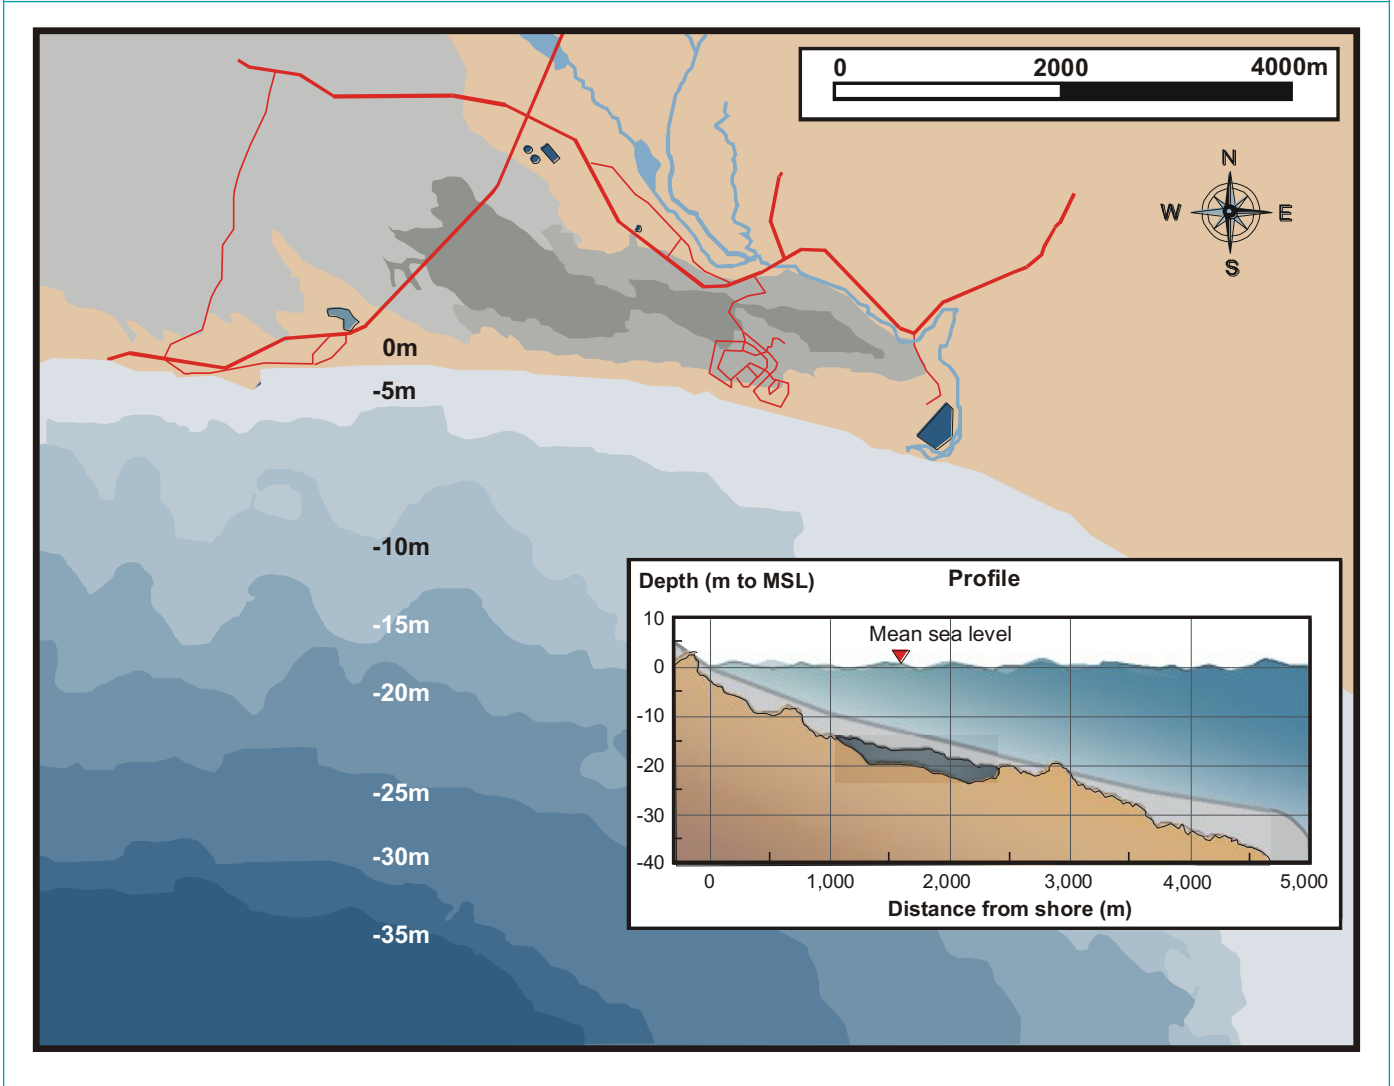 0 2000 4000m
N
W E
S
0m
-5m
-10m
-15m
-20m
-25m
-30m
-35m
Depth (m to MSL) Profile
Mean sea level
10
0
-10
-20
-30
-40
0 1,000 2,000 3,000 4,000 5,000
Distance from shore (m)